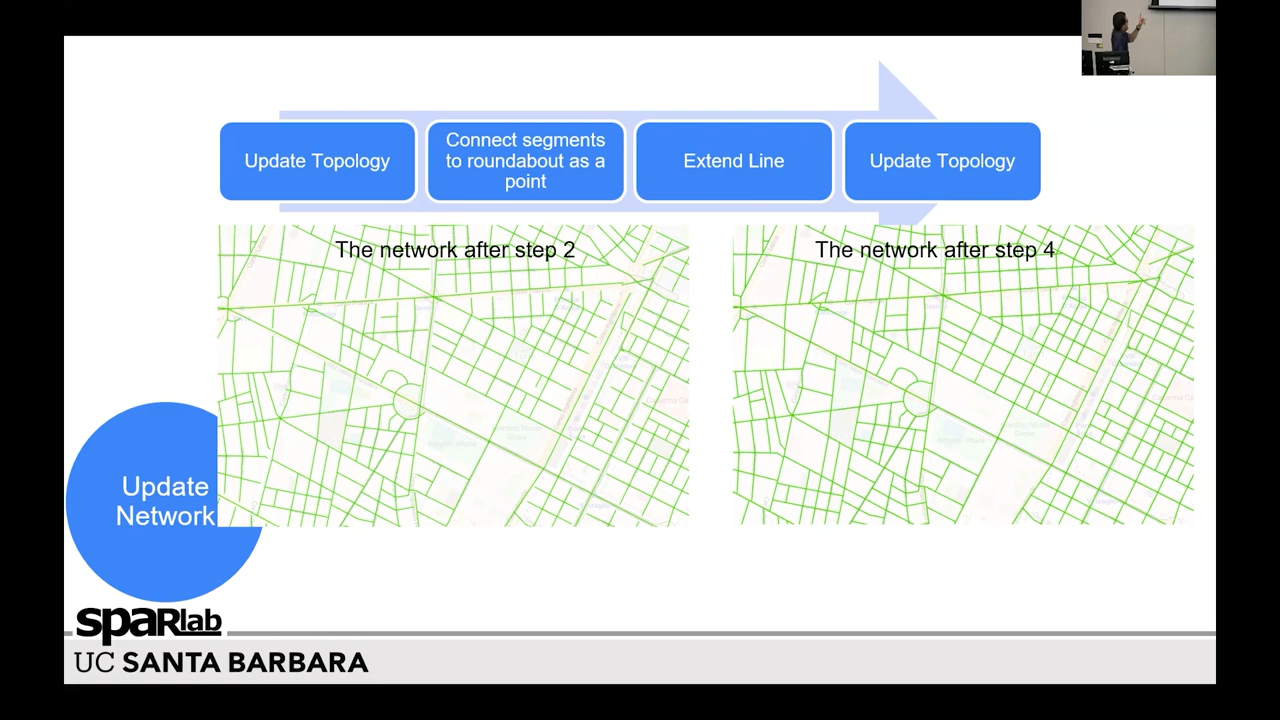 Update Topology
Connect segments
to roundabout as a
point
Extend Line
Update Topology
The network after step 2
The network after step 4
Update
Network
spaRlab
UC SANTA BARBARA